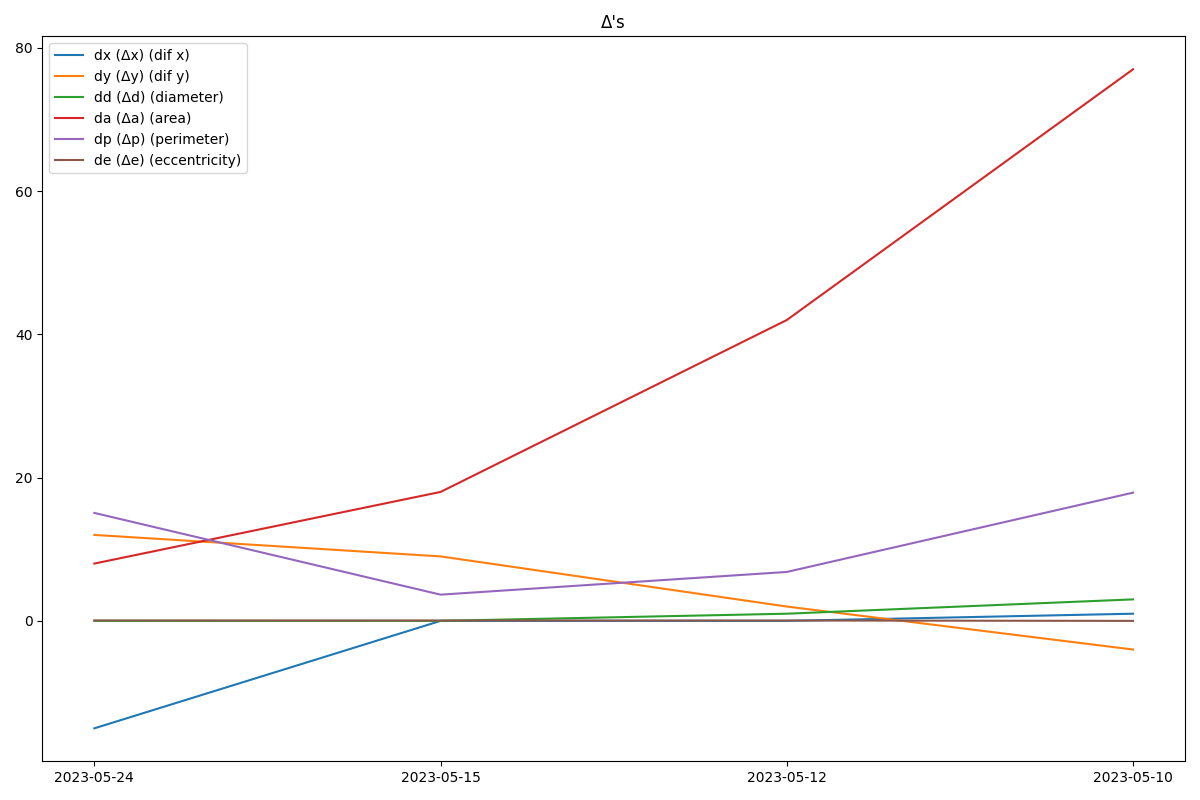 Δ's
dx (Δx) (dif x)
dy (Δy) (dif y)
dd (Δd) (diameter)
da (Δa) (area)
dp (Δp) (perimeter)
de (Δe) (eccentricity)
80
60
40
20
0
2023-05-24 2023-05-15 2023-05-12 2023-05-10